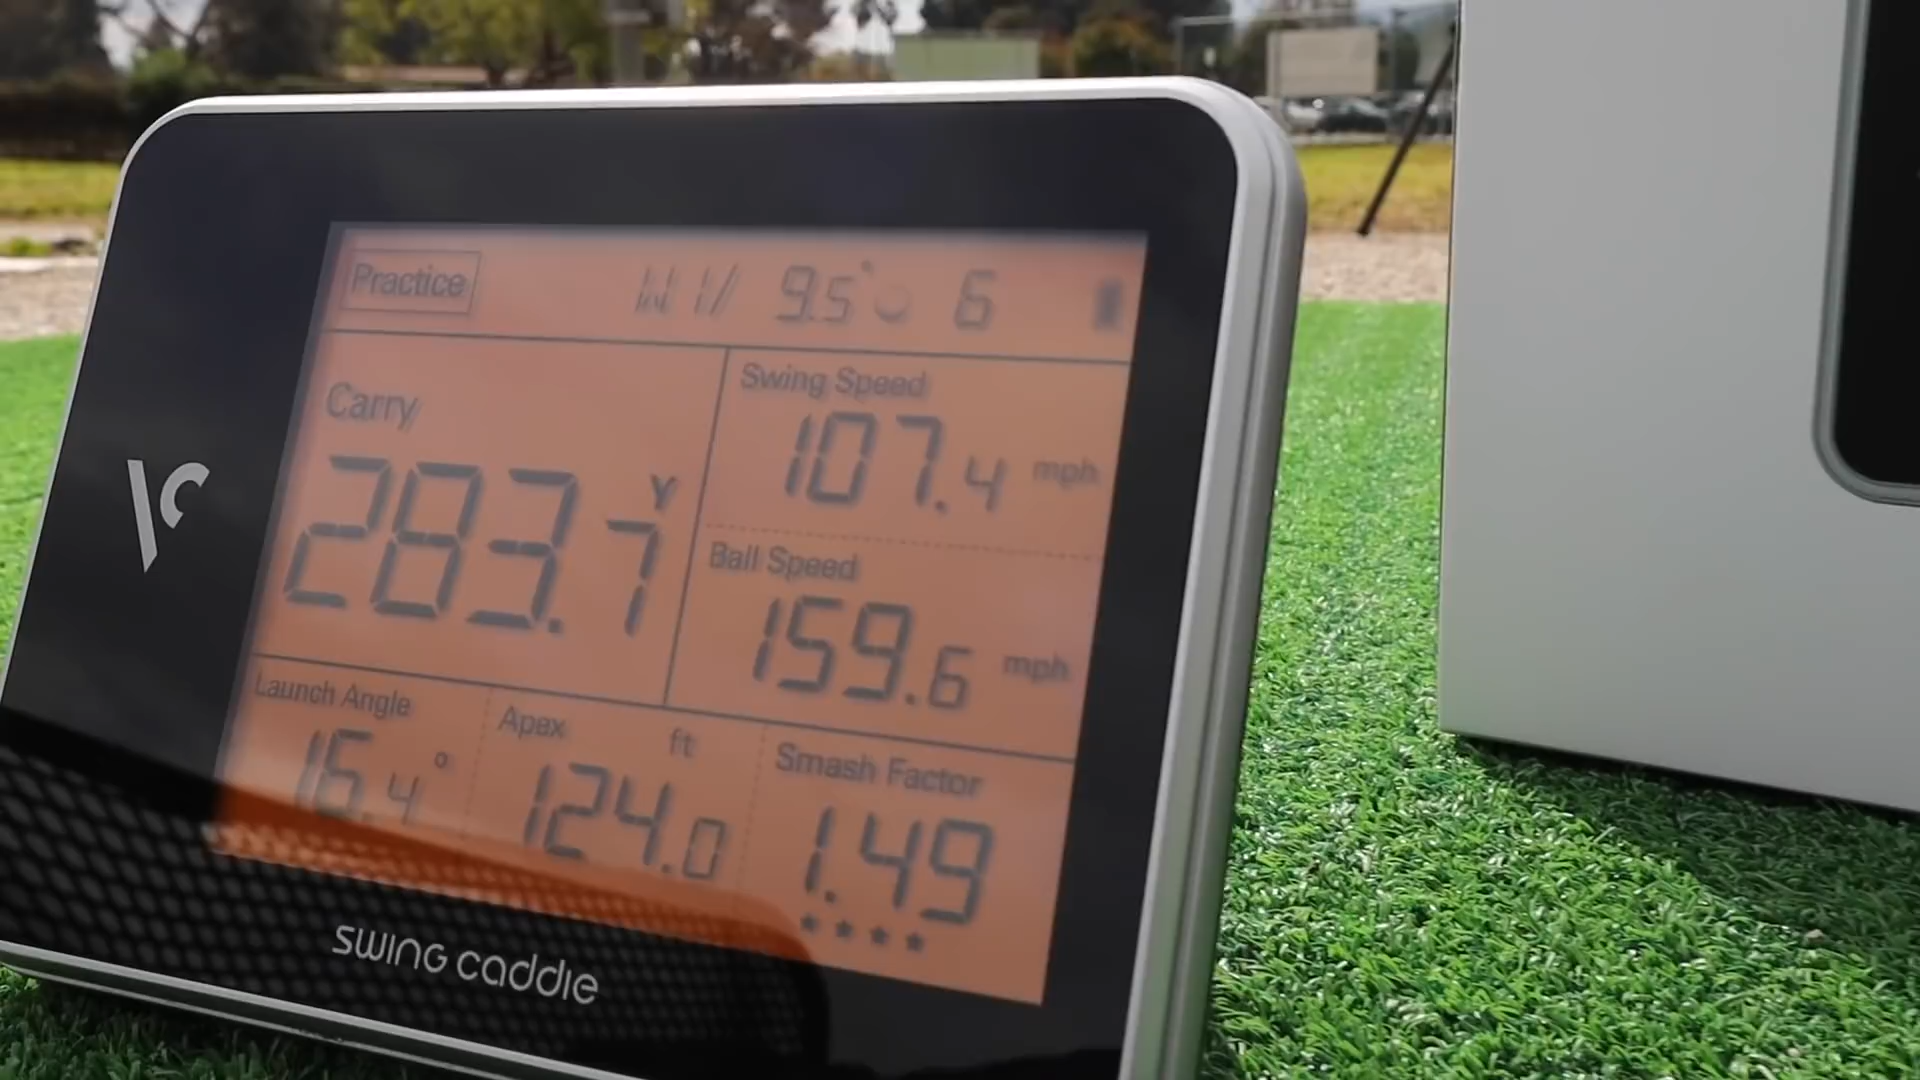 Practice W1/ 9.5° 6
Carry
283.7 Y
Swing Speed
107.4 mph
Ball Speed
159.6 mph
Launch Angle
16.4°
Apex ft
124.0
Smash Factor
1.49
VC
swing caddie